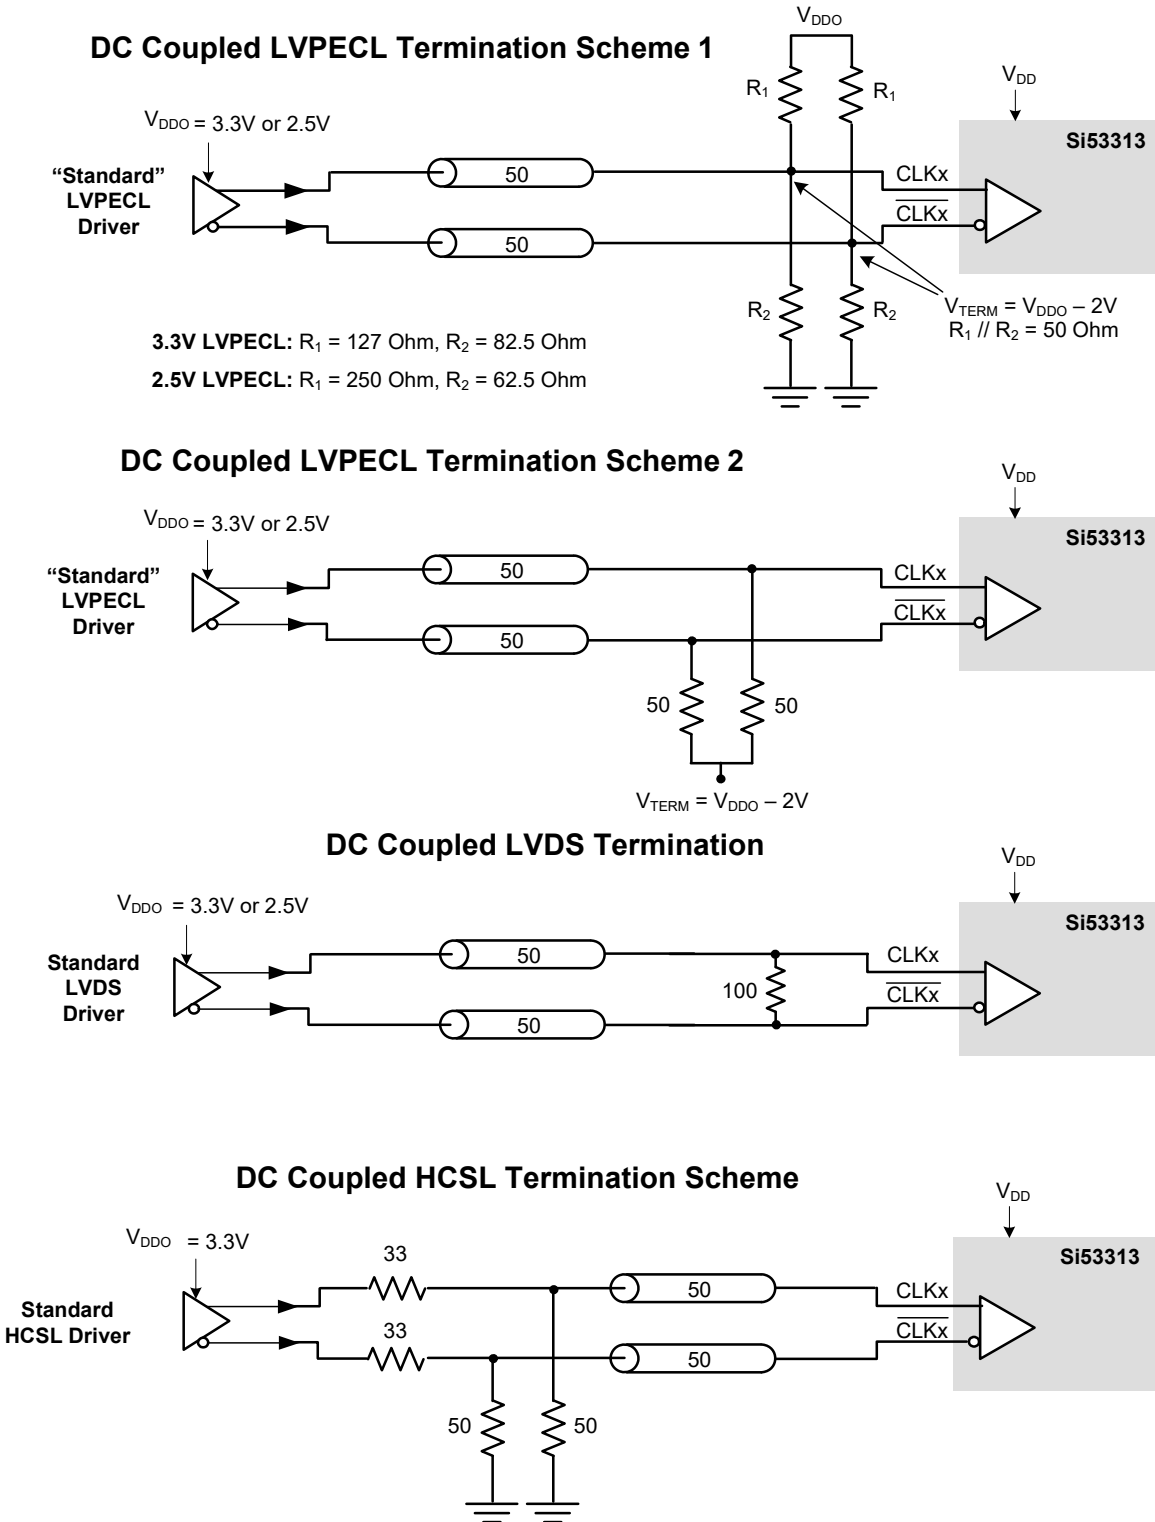 DC Coupled LVPECL Termination Scheme 1
VDDO
VDD
R1
R1
VDDO = 3.3V or 2.5V
Si53313
“Standard”
LVPECL
Driver
50
CLKx
CLKx
50
R2
R2
VTERM = VDDO – 2V
R1 // R2 = 50 Ohm
3.3V LVPECL: R1 = 127 Ohm, R2 = 82.5 Ohm
2.5V LVPECL: R1 = 250 Ohm, R2 = 62.5 Ohm
DC Coupled LVPECL Termination Scheme 2
VDD
VDDO = 3.3V or 2.5V
Si53313
“Standard”
LVPECL
Driver
50
CLKx
CLKx
50
50
50
VTERM = VDDO – 2V
DC Coupled LVDS Termination
VDD
VDDO = 3.3V or 2.5V
Si53313
Standard
LVDS
Driver
50
CLKx
100
CLKx
50
DC Coupled HCSL Termination Scheme
VDD
VDDO = 3.3V
33
Si53313
Standard
HCSL Driver
50
CLKx
33
CLKx
50
50
50